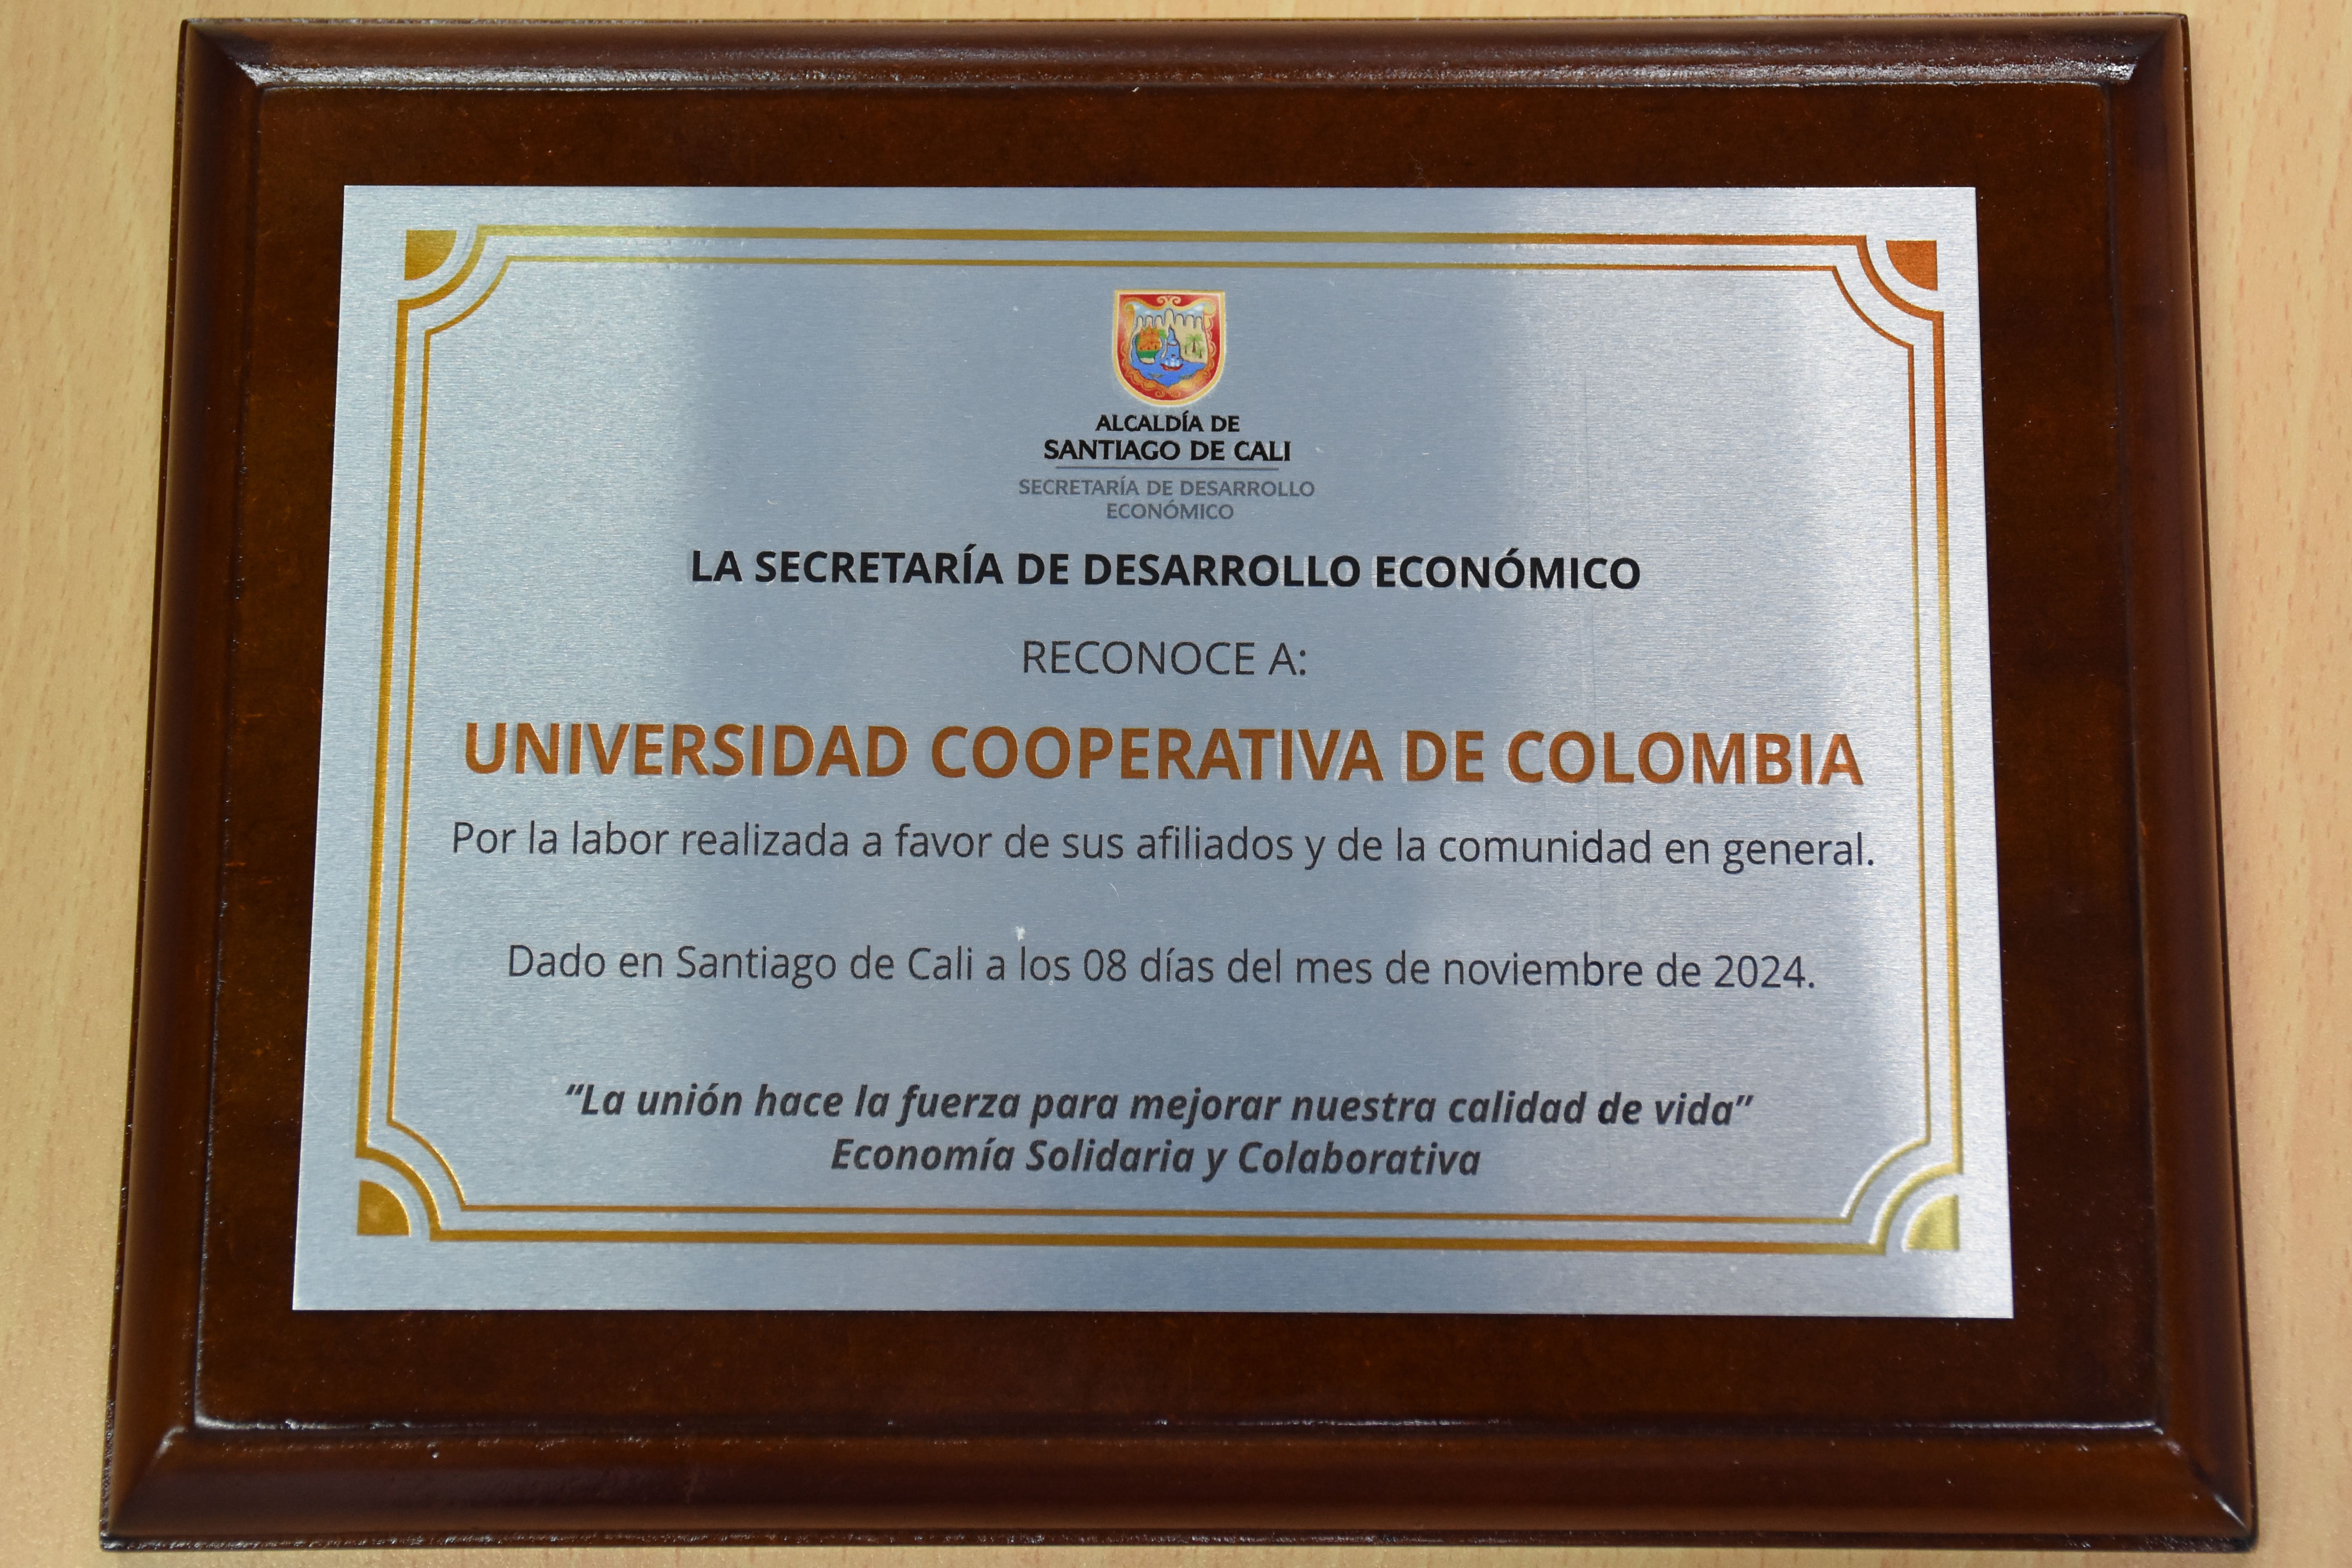 ALCALDÍA DE
SANTIAGO DE CALI
SECRETARÍA DE DESARROLLO
ECONÓMICO
LA SECRETARÍA DE DESARROLLO ECONÓMICO
RECONOCE A:
UNIVERSIDAD COOPERATIVA DE COLOMBIA
Por la labor realizada a favor de sus afiliados y de la comunidad en general.
Dado en Santiago de Cali a los 08 días del mes de noviembre de 2024.
“La unión hace la fuerza para mejorar nuestra calidad de vida”
Economía Solidaria y Colaborativa